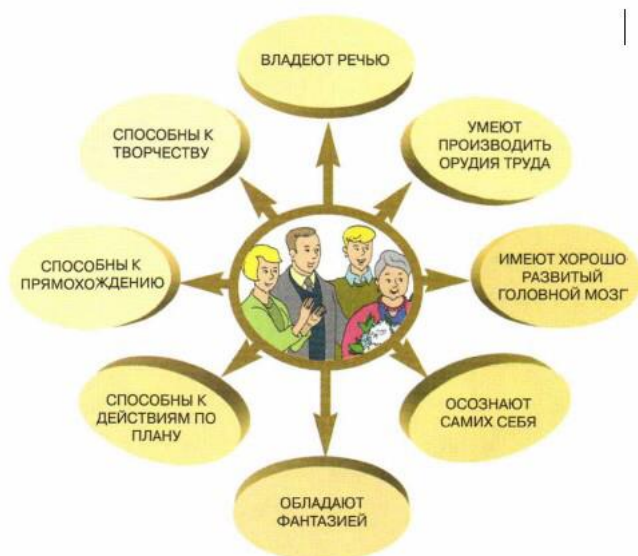 ВЛАДЕЮТ РЕЧЬЮ
УМЕЮТ
ПРОИЗВОДИТЬ
ОРУДИЯ ТРУДА
ИМЕЮТ ХОРОШО
РАЗВИТЫЙ
ГОЛОВНОЙ МОЗГ
ОСОЗНАЮТ
САМИХ СЕБЯ
ОБЛАДАЮТ
ФАНТАЗИЕЙ
СПОСОБНЫ К
ДЕЙСТВИЯМ ПО
ПЛАНУ
СПОСОБНЫ К
ПРЯМОХОЖДЕНИЮ
СПОСОБНЫ К
ТВОРЧЕСТВУ